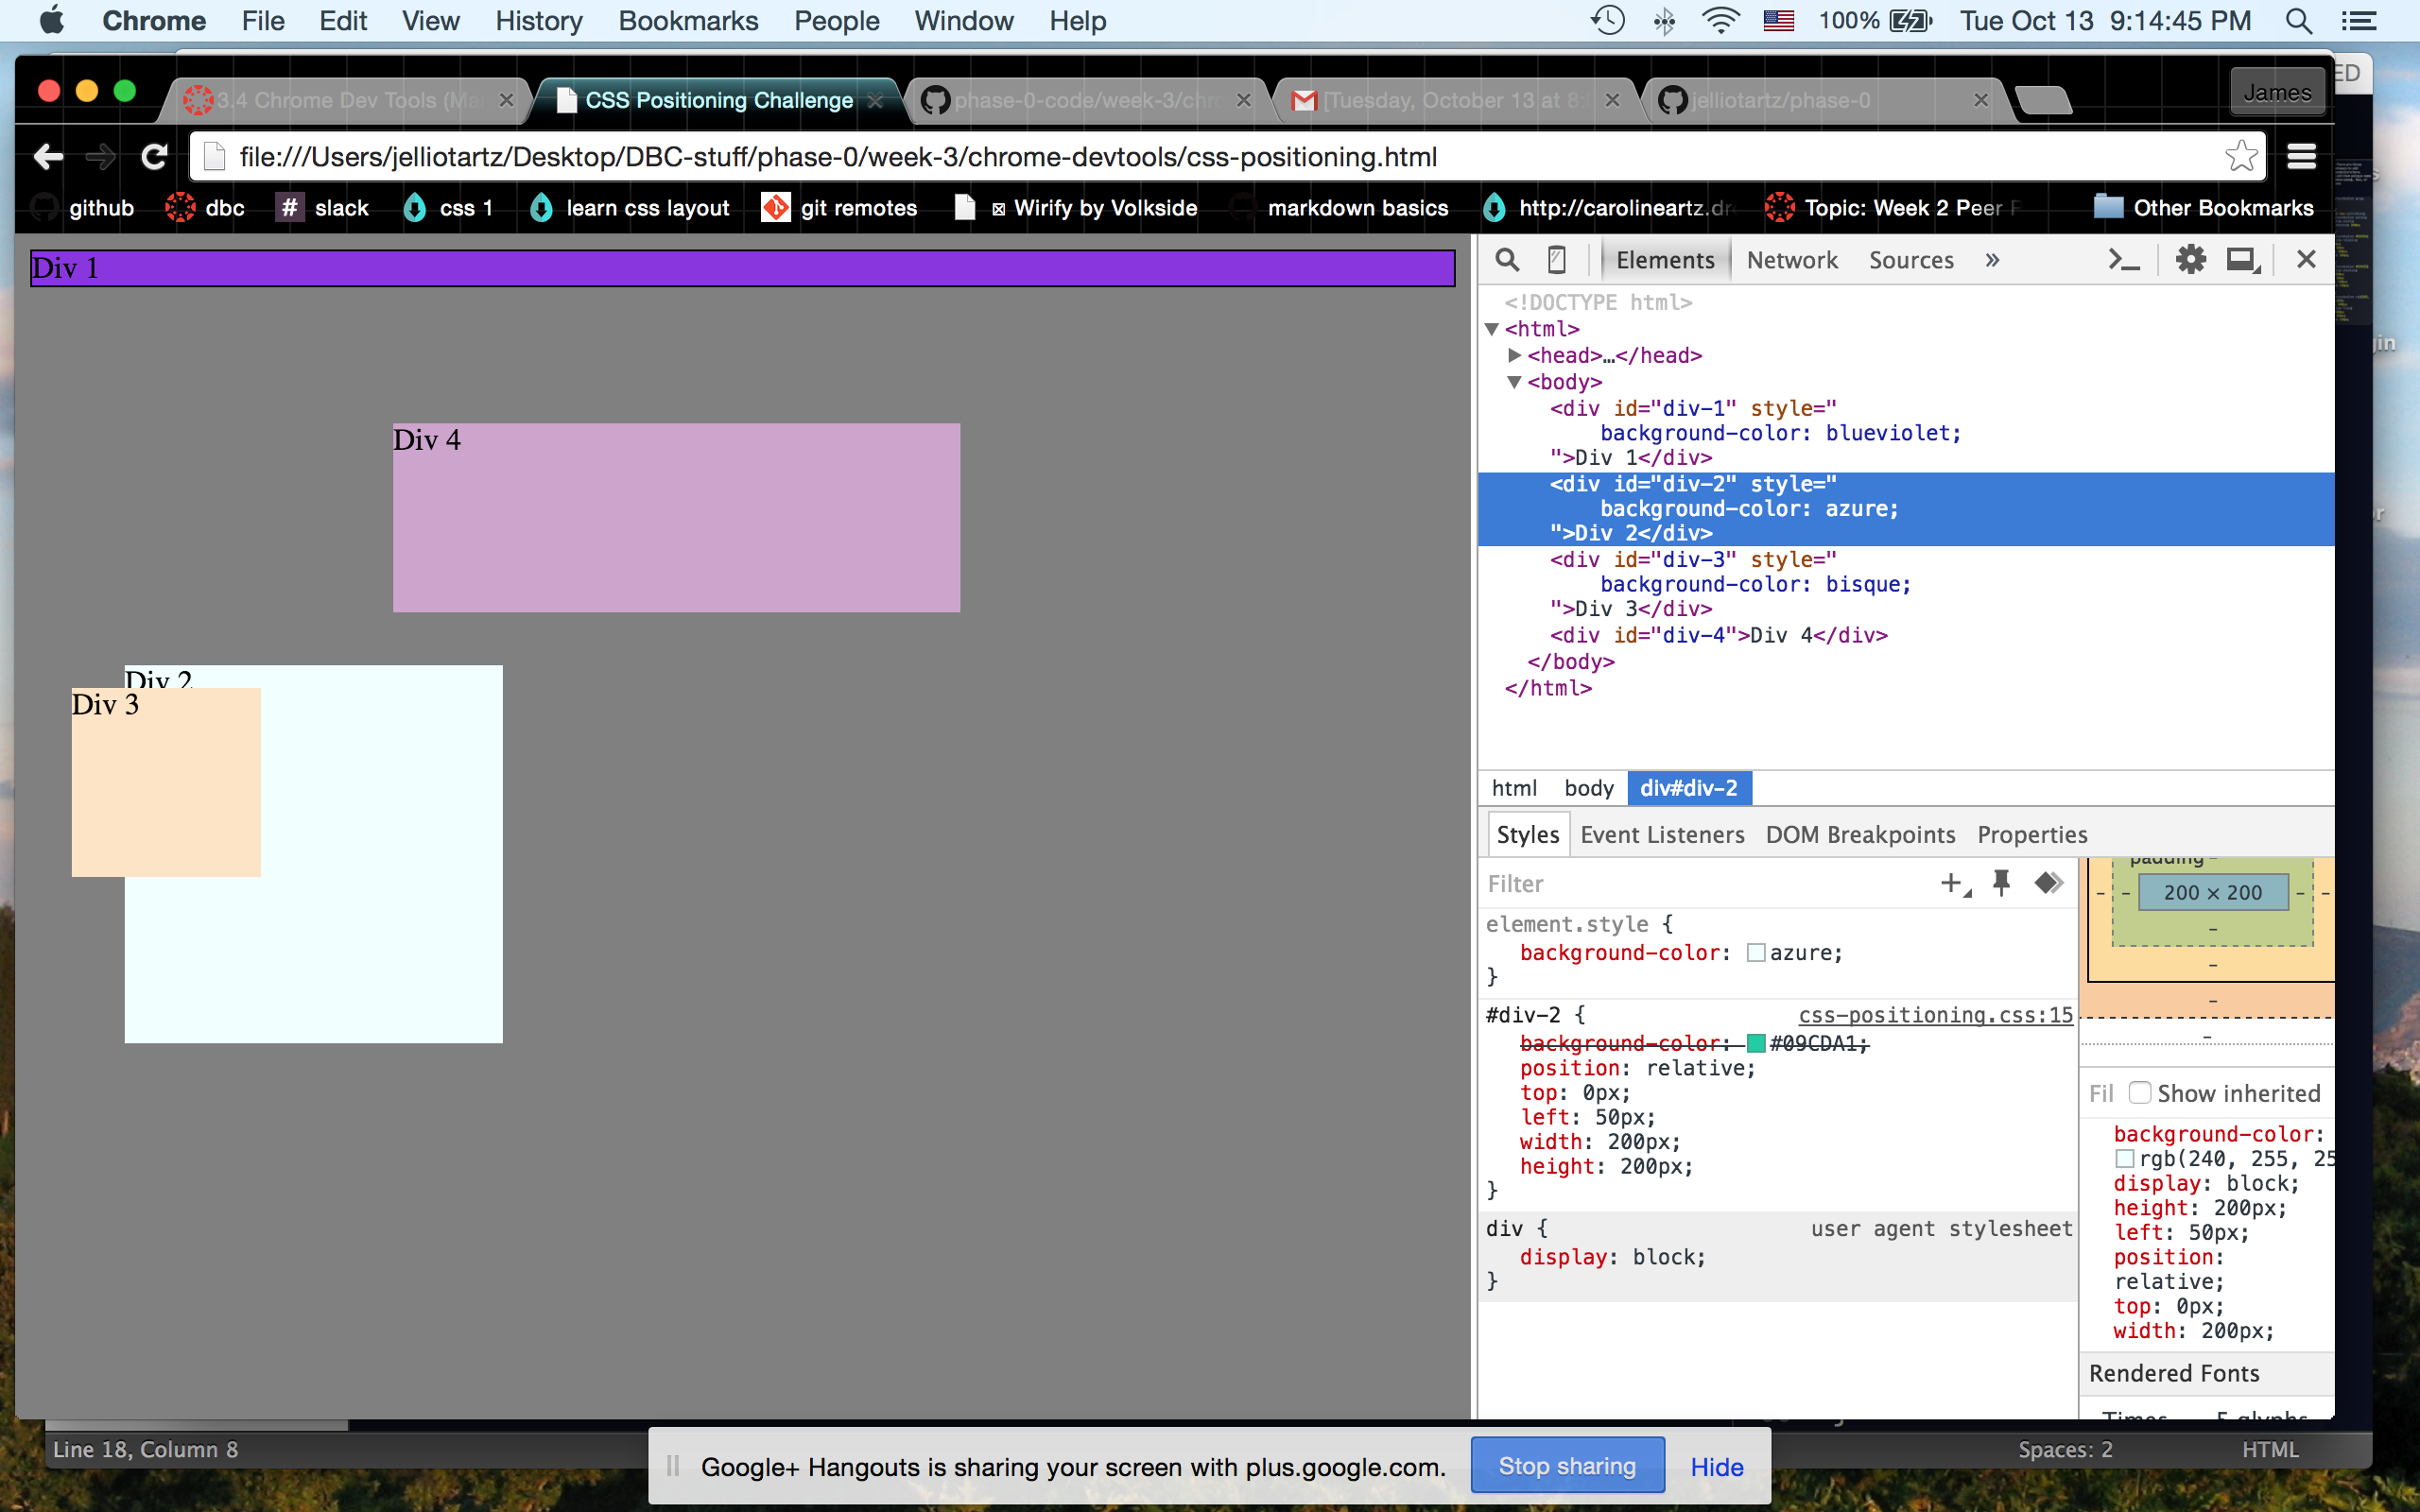 Chrome File Edit View History Bookmarks People Window Help 100% Tue Oct 13 9:14:45 PM
3.4 Chrome Dev Tools (Ma
CSS Positioning Challenge
phase-0-code/week-3/chr
[Tuesday, October 13 at 8:
jelliotartz/phase-0
James
file:///Users/jelliotartz/Desktop/DBC-stuff/phase-0/week-3/chrome-devtools/css-positioning.html
github dbc # slack css 1 learn css layout git remotes Wirify by Volkside markdown basics http://carolineartz.dr Topic: Week 2 Peer Other Bookmarks
Div 1
Div 4
Div 2
Div 3
Elements Network Sources »
<!DOCTYPE html>
<html>
<head>…</head>
<body>
<div id="div-1" style="
background-color: blueviolet;
">Div 1</div>
<div id="div-2" style="
background-color: azure;
">Div 2</div>
<div id="div-3" style="
background-color: bisque;
">Div 3</div>
<div id="div-4">Div 4</div>
</body>
</html>
html body div#div-2
Styles Event Listeners DOM Breakpoints Properties
Filter
element.style {
background-color: azure;
}
#div-2 { css-positioning.css:15
background-color: #09CDA1;
position: relative;
top: 0px;
left: 50px;
width: 200px;
height: 200px;
}
div { user agent stylesheet
display: block;
}
padding -
200 × 200
Fil Show inherited
background-color:
rgb(240, 255, 25
display: block;
height: 200px;
left: 50px;
position:
relative;
top: 0px;
width: 200px;
Rendered Fonts
Line 18, Column 8
Spaces: 2 HTML
Google+ Hangouts is sharing your screen with plus.google.com. Stop sharing Hide